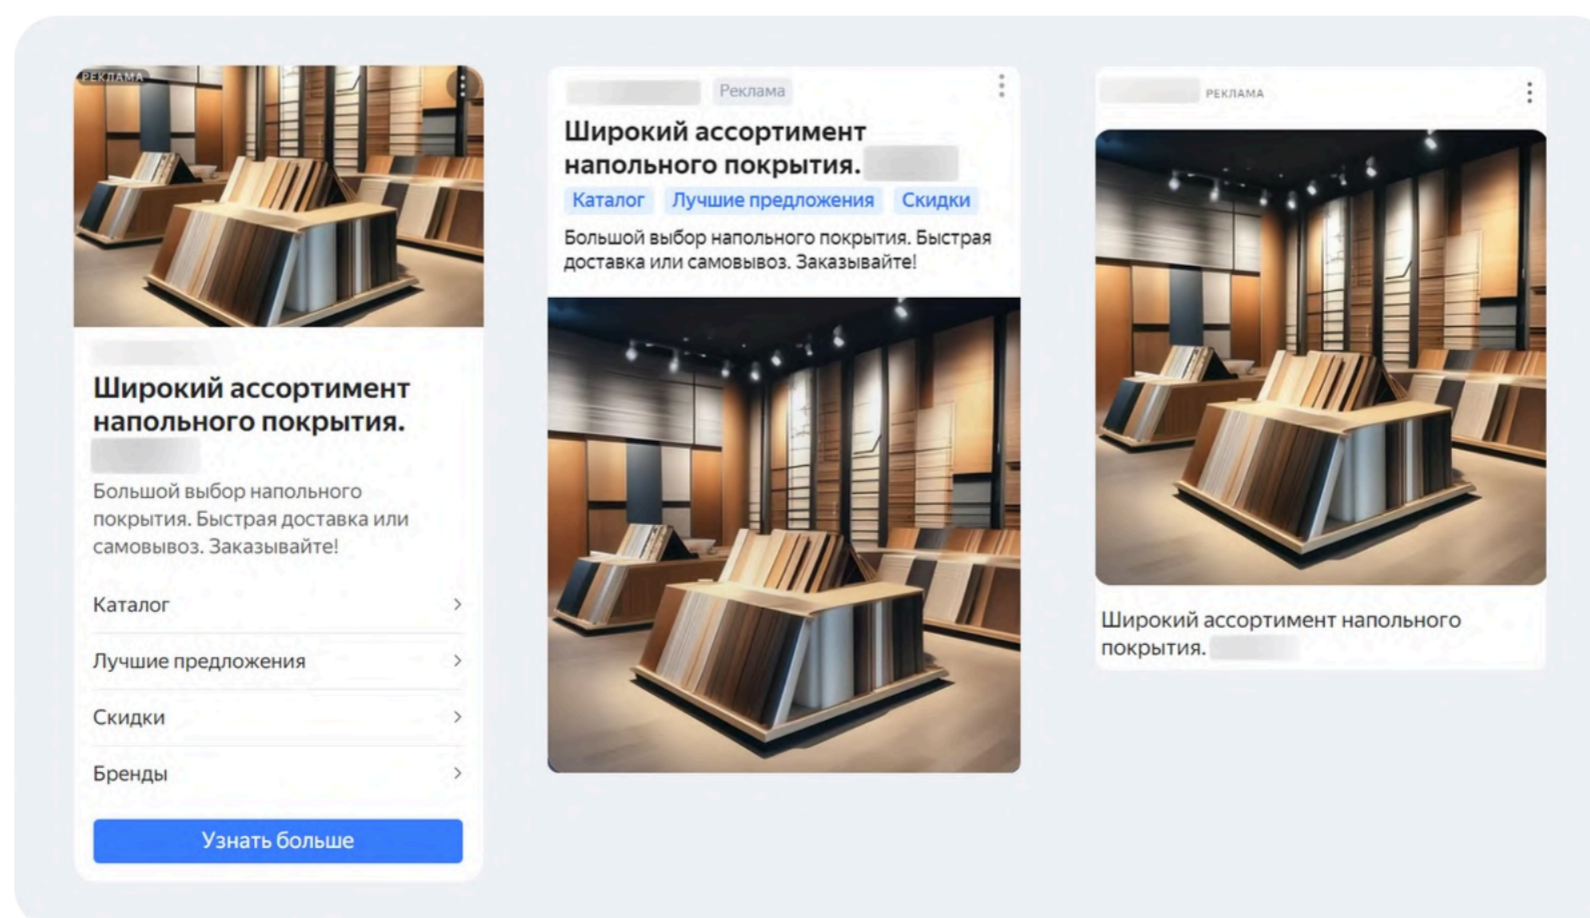 РЕКЛАМА
Широкий ассортимент
напольного покрытия.
Большой выбор напольного
покрытия. Быстрая доставка или
самовывоз. Заказывайте!
Каталог
Лучшие предложения
Скидки
Бренды
Узнать больше
Реклама
Широкий ассортимент
напольного покрытия.
Каталог Лучшие предложения Скидки
Большой выбор напольного покрытия. Быстрая
доставка или самовывоз. Заказывайте!
РЕКЛАМА
Широкий ассортимент напольного
покрытия.